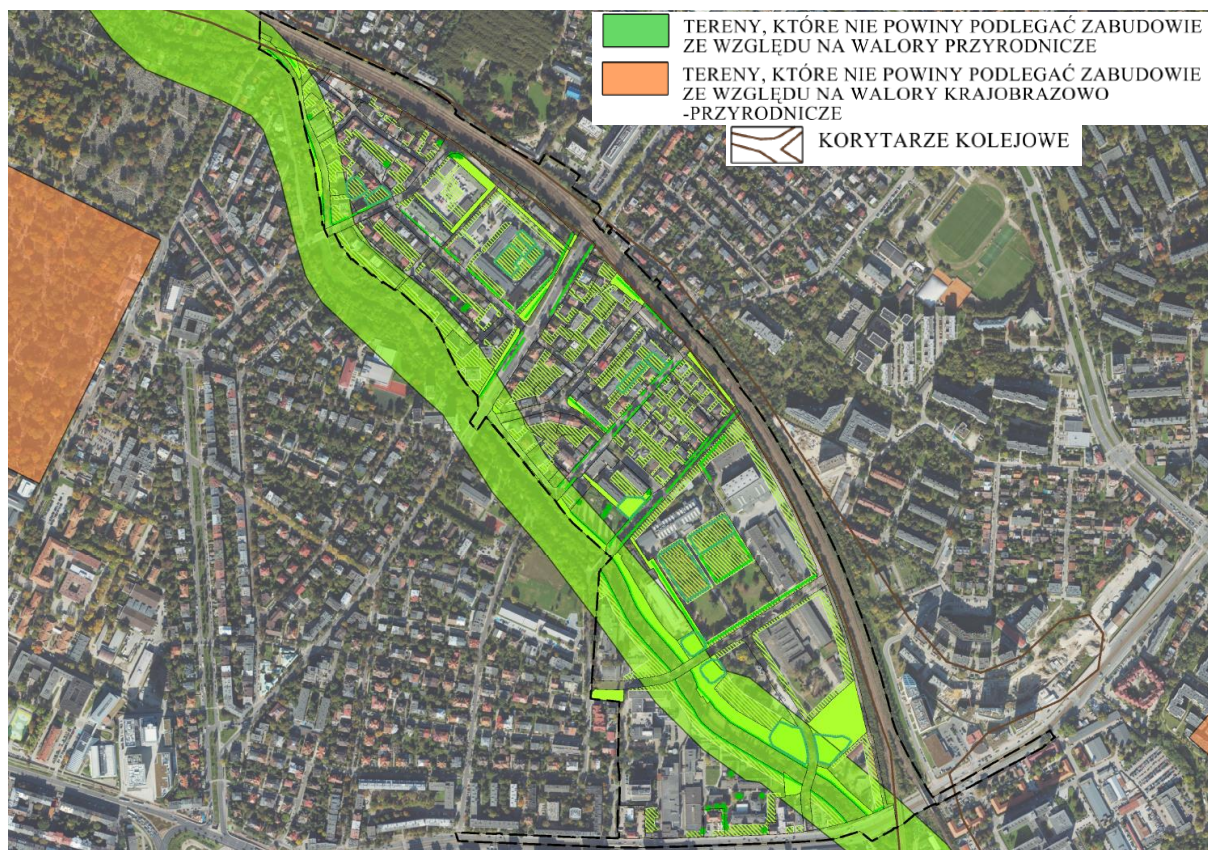 TERENY, KTÓRE NIE POWINY PODLEGAĆ ZABUDOWIE
ZE WZGLĘDU NA WALORY PRZYRODNICZE
TERENY, KTÓRE NIE POWINY PODLEGAĆ ZABUDOWIE
ZE WZGLĘDU NA WALORY KRAJOBRAZOWO
-PRZYRODNICZE
KORYTARZE KOLEJOWE